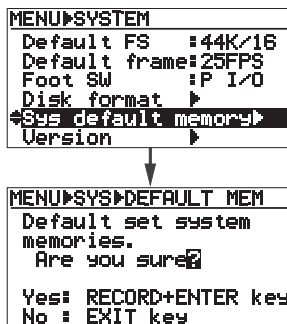 MENU▶SYSTEM
Default FS :44K/16
Default frame:25FPS
Foot SW :P I/O
Disk format ▶
Sys default memory▶
Version ▶
MENU▶SYS▶DEFAULT MEM
Default set system
memories.
Are you sure?
Yes: RECORD+ENTER key
No : EXIT key